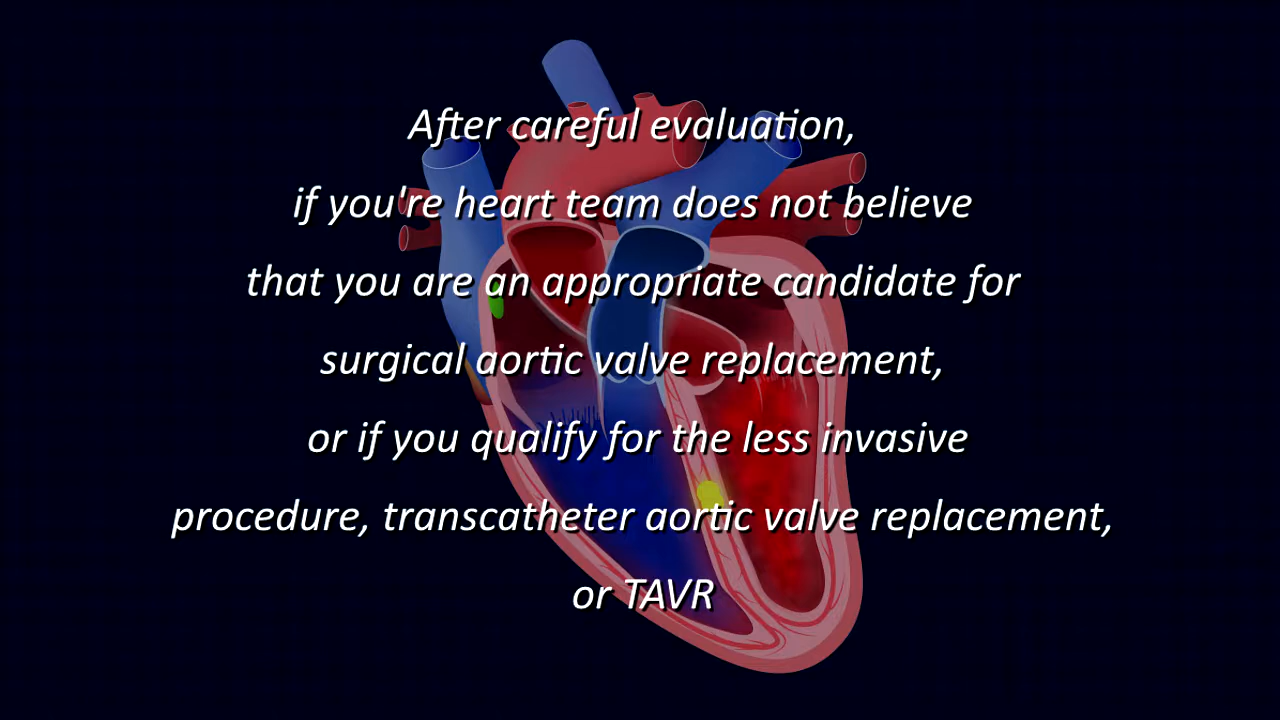 After careful evaluation,
if you're heart team does not believe
that you are an appropriate candidate for
surgical aortic valve replacement,
or if you qualify for the less invasive
procedure, transcatheter aortic valve replacement,
or TAVR